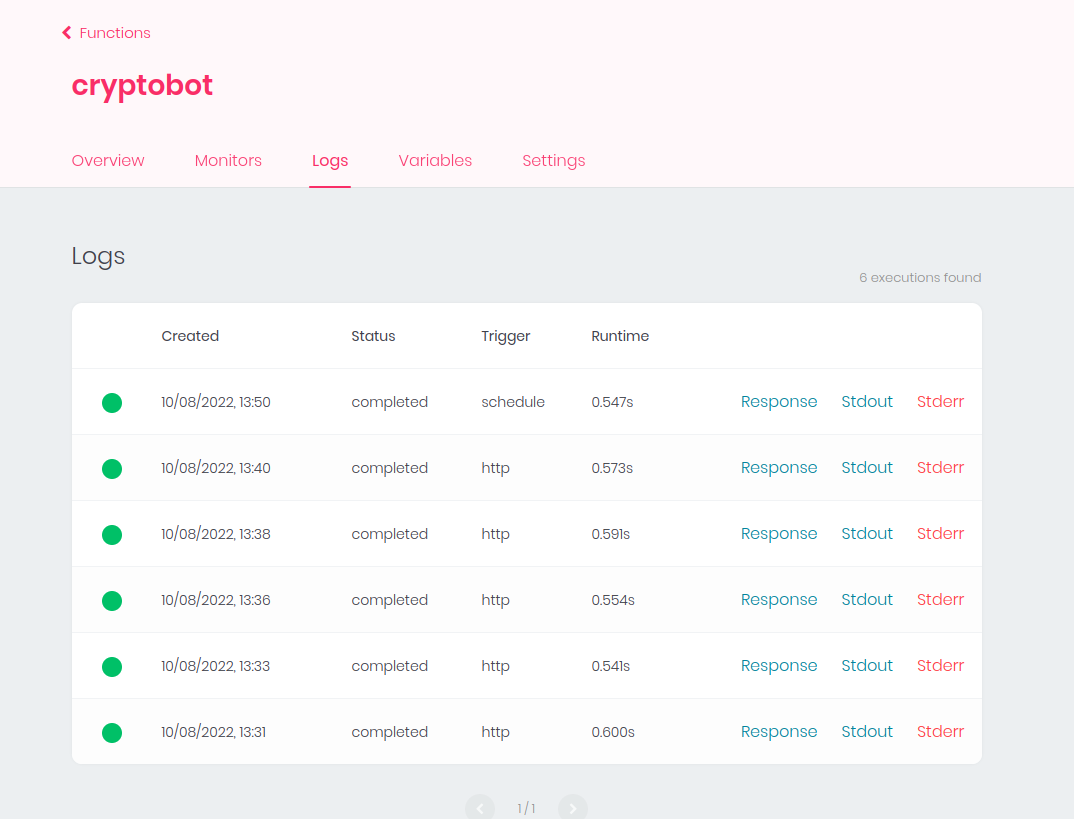 Functions
cryptobot
Overview Monitors Logs Variables Settings
Logs
6 executions found
Created Status Trigger Runtime
10/08/2022, 13:50 completed schedule 0.547s Response Stdout Stderr
10/08/2022, 13:40 completed http 0.573s Response Stdout Stderr
10/08/2022, 13:38 completed http 0.591s Response Stdout Stderr
10/08/2022, 13:36 completed http 0.554s Response Stdout Stderr
10/08/2022, 13:33 completed http 0.541s Response Stdout Stderr
10/08/2022, 13:31 completed http 0.600s Response Stdout Stderr
1 / 1